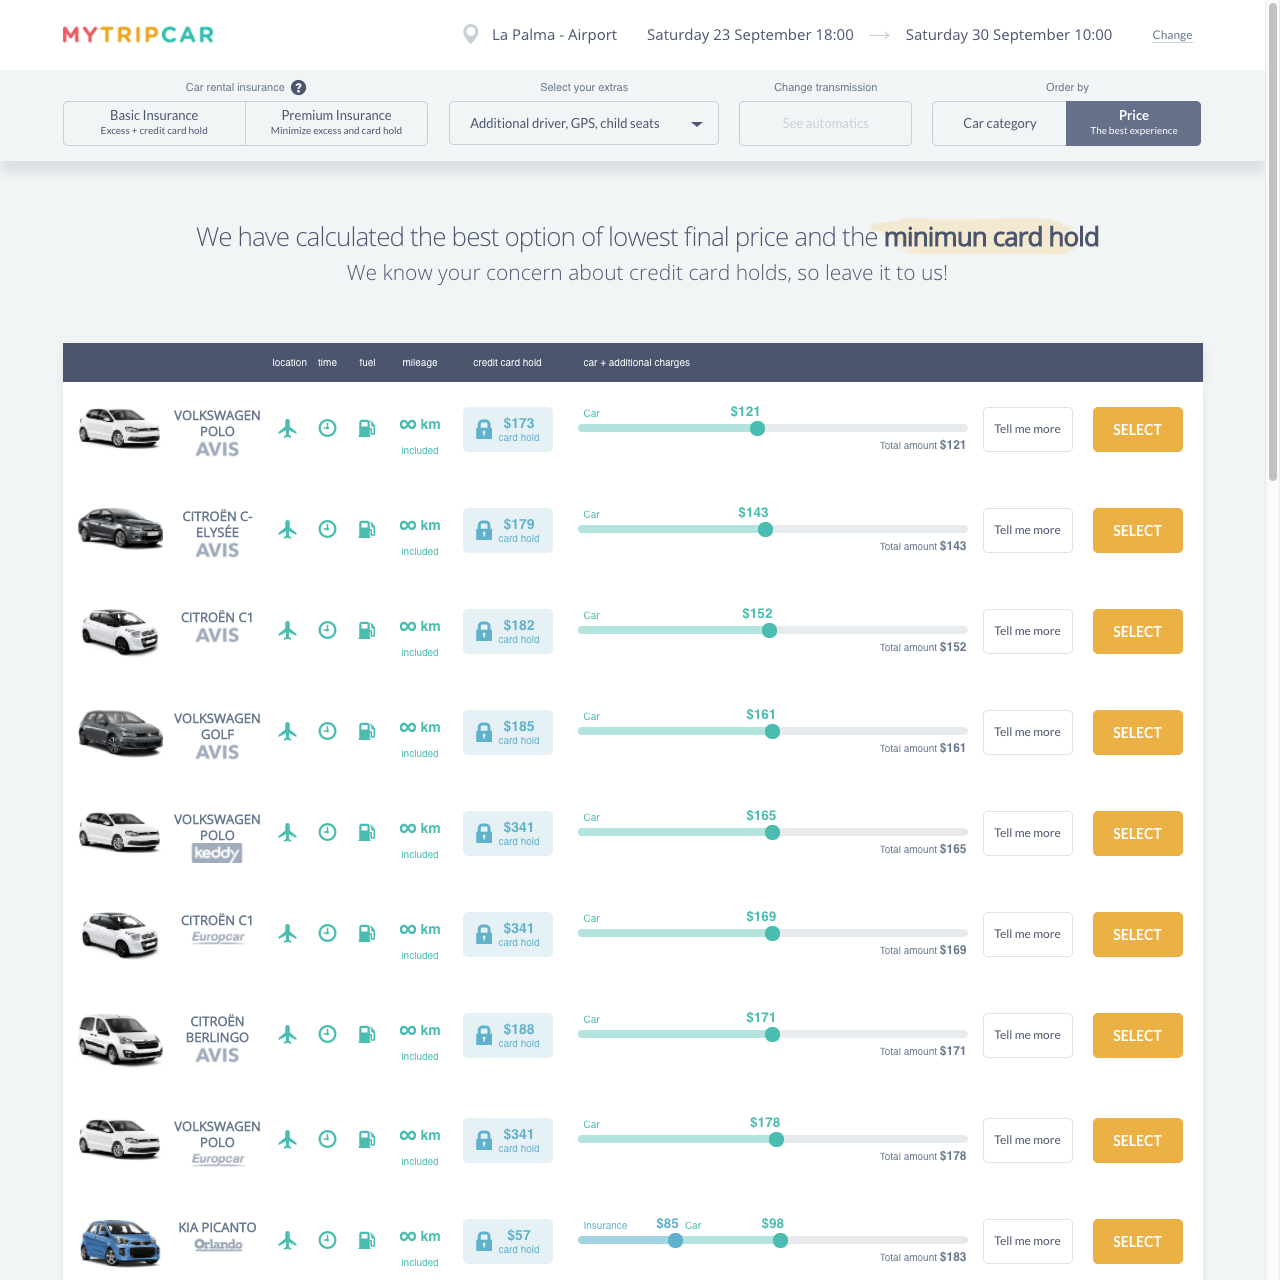 MYTRIPCAR
La Palma - Airport Saturday 23 September 18:00 Saturday 30 September 10:00 Change
Car rental insurance ?
Select your extras
Change transmission
Order by
Basic Insurance
Excess + credit card hold
Premium Insurance
Minimize excess and card hold
Additional driver, GPS, child seats
See automatics
Car category
Price
The best experience
We have calculated the best option of lowest final price and the minimun card hold
We know your concern about credit card holds, so leave it to us!
location time fuel mileage credit card hold car + additional charges
VOLKSWAGEN
POLO
AVIS
∞ km
included
$173
card hold
Car
$121
Total amount $121
Tell me more
SELECT
CITROËN C-
ELYSÉE
AVIS
∞ km
included
$179
card hold
Car
$143
Total amount $143
Tell me more
SELECT
CITROËN C1
AVIS
∞ km
included
$182
card hold
Car
$152
Total amount $152
Tell me more
SELECT
VOLKSWAGEN
GOLF
AVIS
∞ km
included
$185
card hold
Car
$161
Total amount $161
Tell me more
SELECT
VOLKSWAGEN
POLO
keddy
∞ km
included
$341
card hold
Car
$165
Total amount $165
Tell me more
SELECT
CITROËN C1
Europcar
∞ km
included
$341
card hold
Car
$169
Total amount $169
Tell me more
SELECT
CITROËN
BERLINGO
AVIS
∞ km
included
$188
card hold
Car
$171
Total amount $171
Tell me more
SELECT
VOLKSWAGEN
POLO
Europcar
∞ km
included
$341
card hold
Car
$178
Total amount $178
Tell me more
SELECT
KIA PICANTO
Orlando
∞ km
included
$57
card hold
Insurance
$85
Car
$98
Total amount $183
Tell me more
SELECT